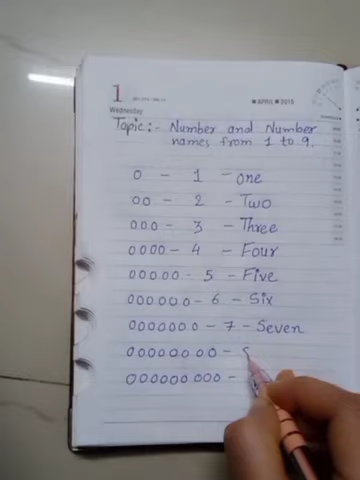 1
Wednesday
APRIL 2015
Topic:- Number and Number
names from 1 to 9.
0 - 1 - one
00 - 2 - Two
000 - 3 - Three
0000 - 4 - Four
00000 - 5 - Five
000000 - 6 - Six
0000000 - 7 - Seven
00000000 -
000000000 -